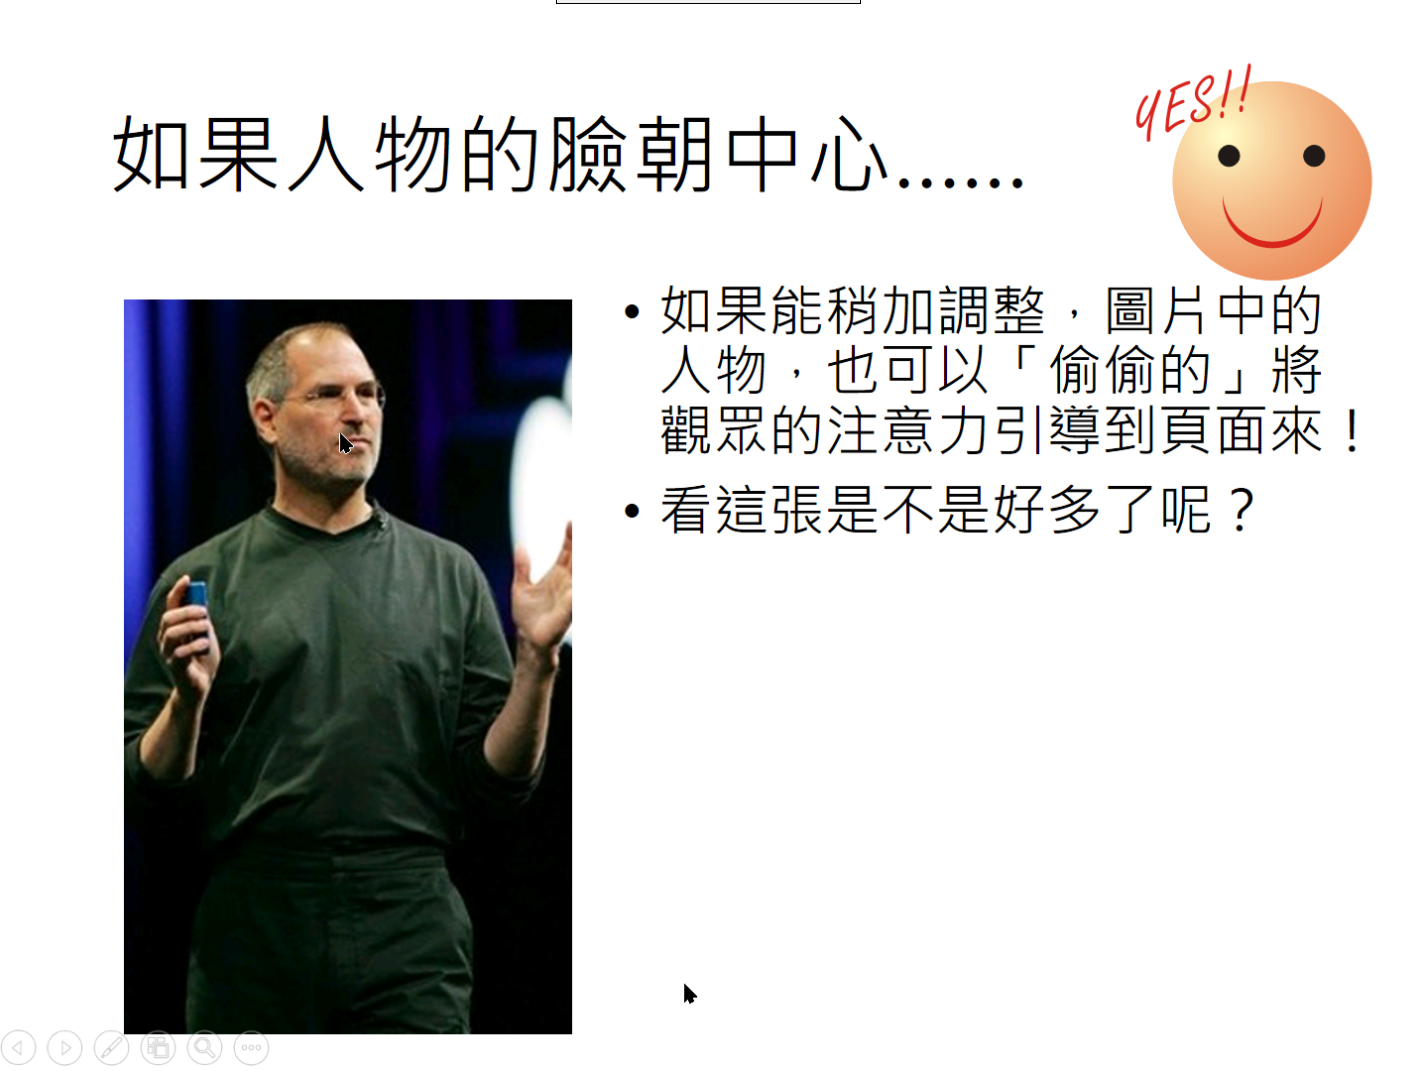 YES!!
如果人物的臉朝中心......
• 如果能稍加調整，圖片中的
人物，也可以「偷偷的」將
觀眾的注意力引導到頁面來！
• 看這張是不是好多了呢？